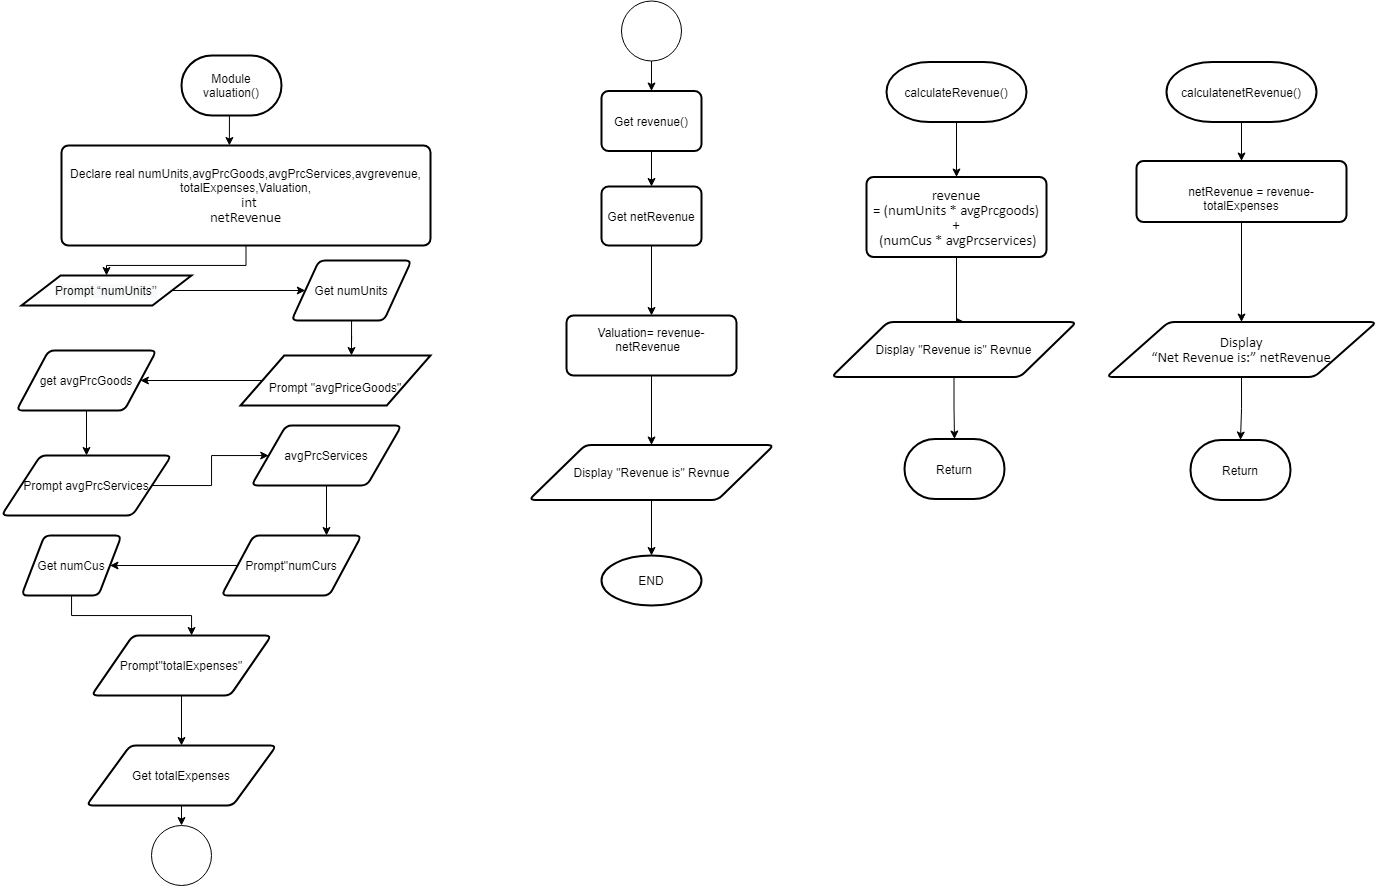 Module
valuation()
Declare real numUnits,avgPrcGoods,avgPrcServices,avgrevenue,
totalExpenses,Valuation,
int
netRevenue
Prompt “numUnits”
Get numUnits
Prompt "avgPriceGoods"
get avgPrcGoods
Prompt avgPrcServices
avgPrcServices
Prompt"numCurs
Get numCus
Prompt"totalExpenses"
Get totalExpenses
Get revenue()
Get netRevenue
Valuation= revenue-
netRevenue
Display "Revenue is" Revnue
END
calculateRevenue()
revenue
= (numUnits * avgPrcgoods)
+
(numCus * avgPrcservices)
Display "Revenue is" Revnue
Return
calculatenetRevenue()
netRevenue = revenue-
totalExpenses
Display
“Net Revenue is:” netRevenue
Return